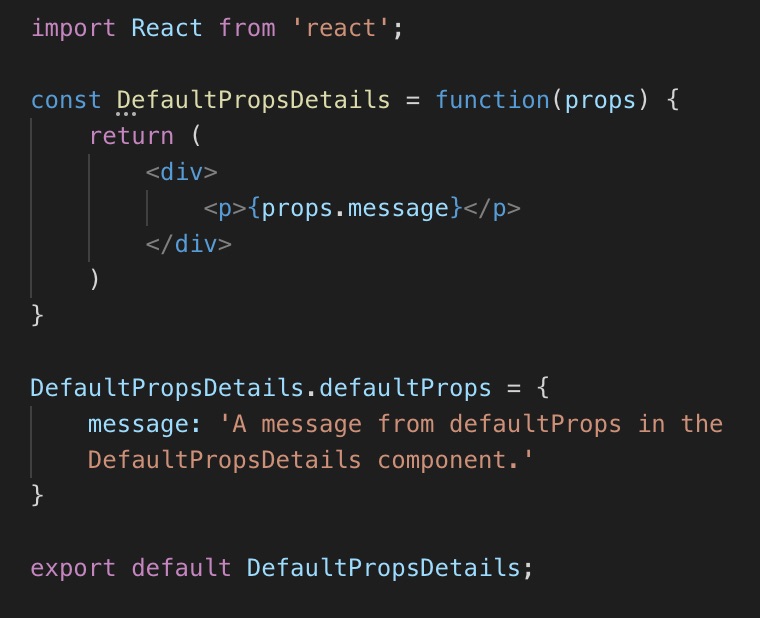 import React from 'react';
const DefaultPropsDetails = function(props) {
return (
<div>
<p>{props.message}</p>
</div>
)
}
DefaultPropsDetails.defaultProps = {
message: 'A message from defaultProps in the
DefaultPropsDetails component.'
}
export default DefaultPropsDetails;